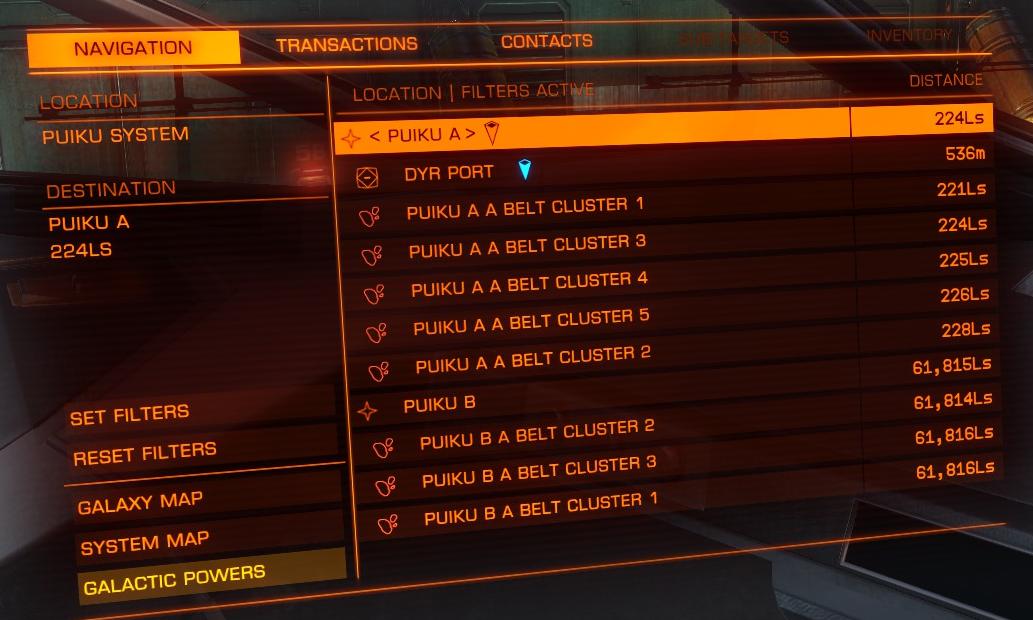 NAVIGATION TRANSACTIONS CONTACTS SUB-TARGETS INVENTORY
LOCATION
PUIKU SYSTEM
DESTINATION
PUIKU A
224LS
SET FILTERS
RESET FILTERS
GALAXY MAP
SYSTEM MAP
GALACTIC POWERS
LOCATION | FILTERS ACTIVE DISTANCE
< PUIKU A > 224Ls
DYR PORT 536m
PUIKU A A BELT CLUSTER 1 221Ls
PUIKU A A BELT CLUSTER 3 224Ls
PUIKU A A BELT CLUSTER 4 225Ls
PUIKU A A BELT CLUSTER 5 226Ls
PUIKU A A BELT CLUSTER 2 228Ls
PUIKU B 61,815Ls
PUIKU B A BELT CLUSTER 2 61,814Ls
PUIKU B A BELT CLUSTER 3 61,816Ls
PUIKU B A BELT CLUSTER 1 61,816Ls